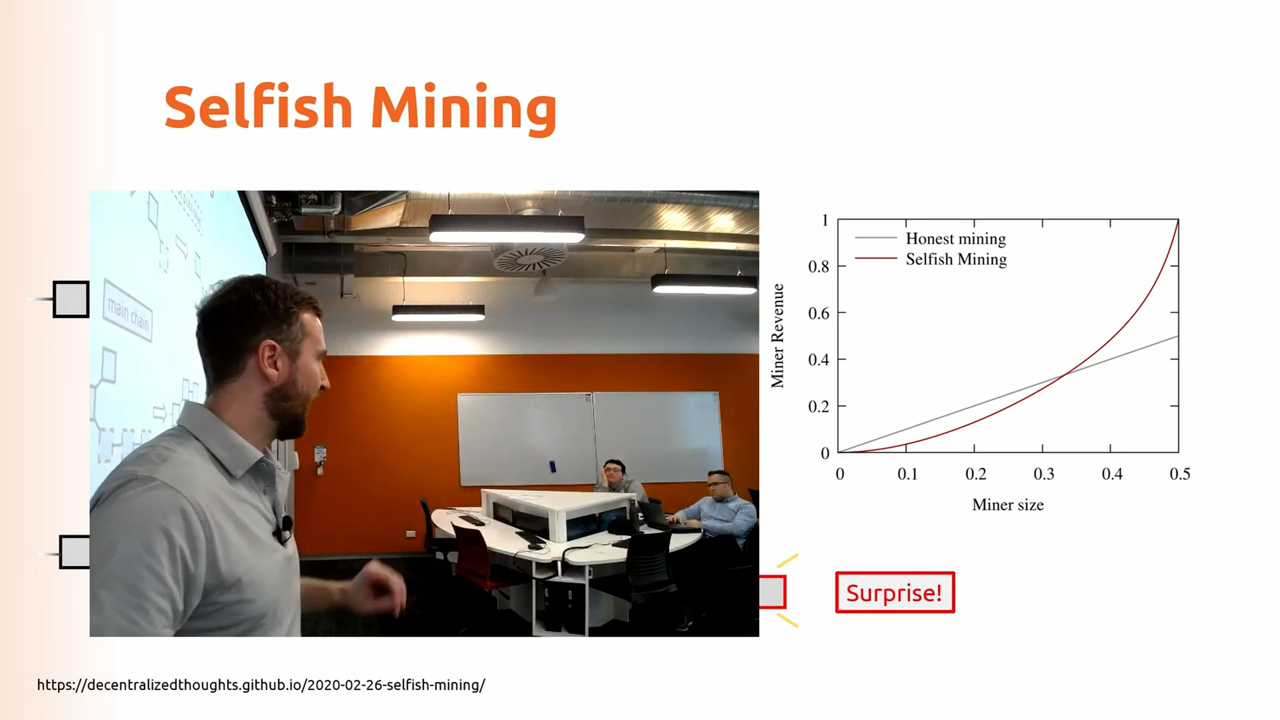 Selfish Mining
main chain
Honest mining
Selfish Mining
Miner Revenue
1
0.8
0.6
0.4
0.2
0
0
0.1
0.2
0.3
0.4
0.5
Miner size
Surprise!
https://decentralizedthoughts.github.io/2020-02-26-selfish-mining/